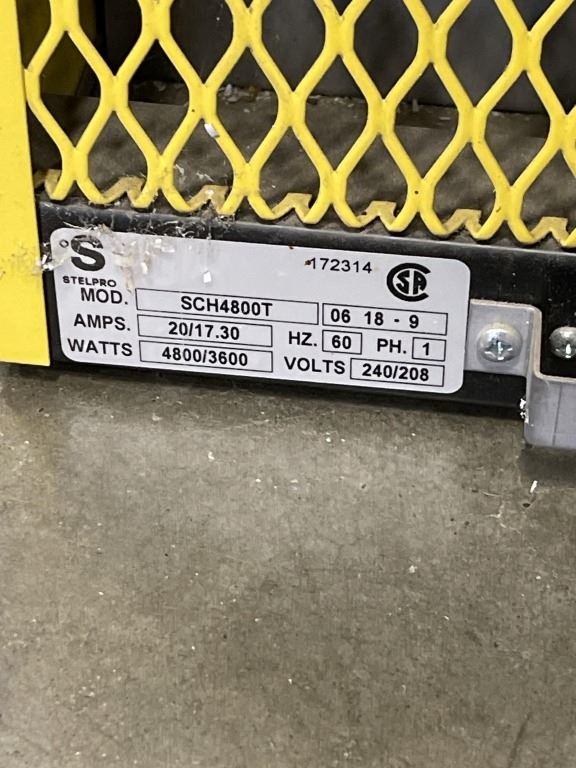 S
STELPRO
172314
CSA
MOD. SCH4800T 06 18 - 9
AMPS. 20/17.30 HZ. 60 PH. 1
WATTS 4800/3600 VOLTS 240/208